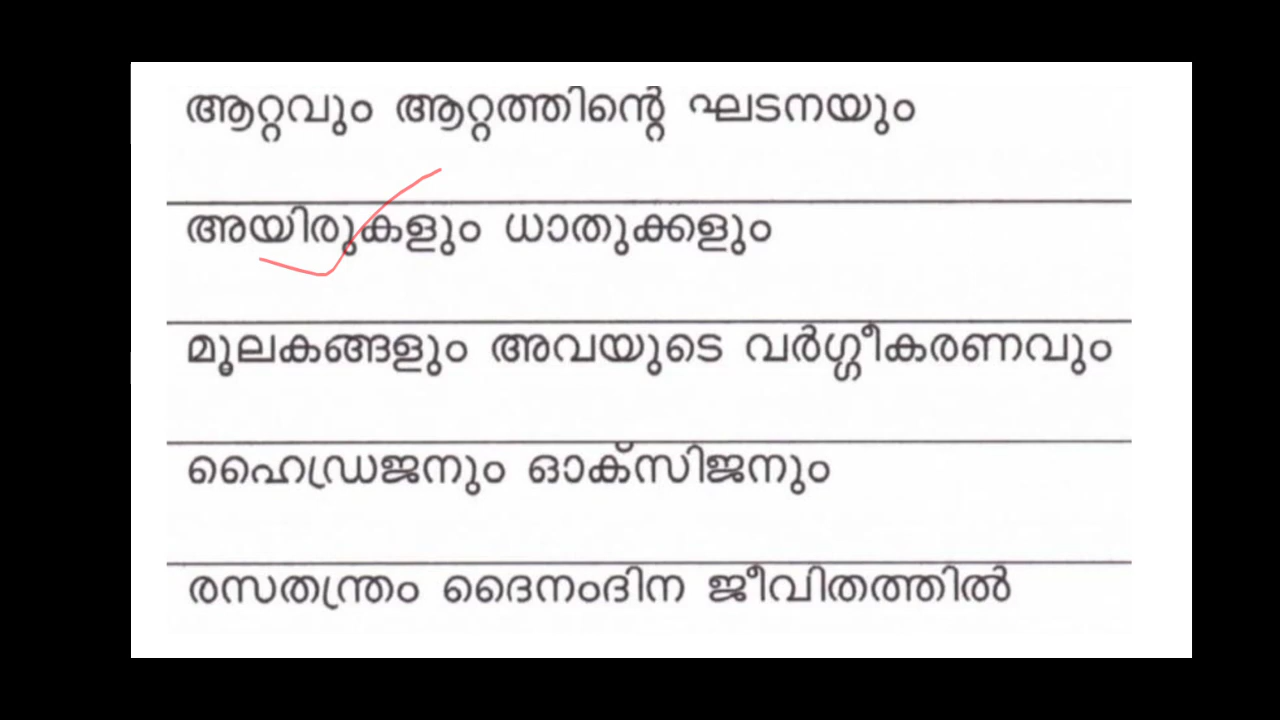 ആറ്റവും ആറ്റത്തിന്റെ ഘടനയും
അയിരുകളും ധാതുക്കളും
മൂലകങ്ങളും അവയുടെ വർഗ്ഗീകരണവും
ഹൈഡ്രജനും ഓക്സിജനും
രസതന്ത്രം ദൈനംദിന ജീവിതത്തിൽ